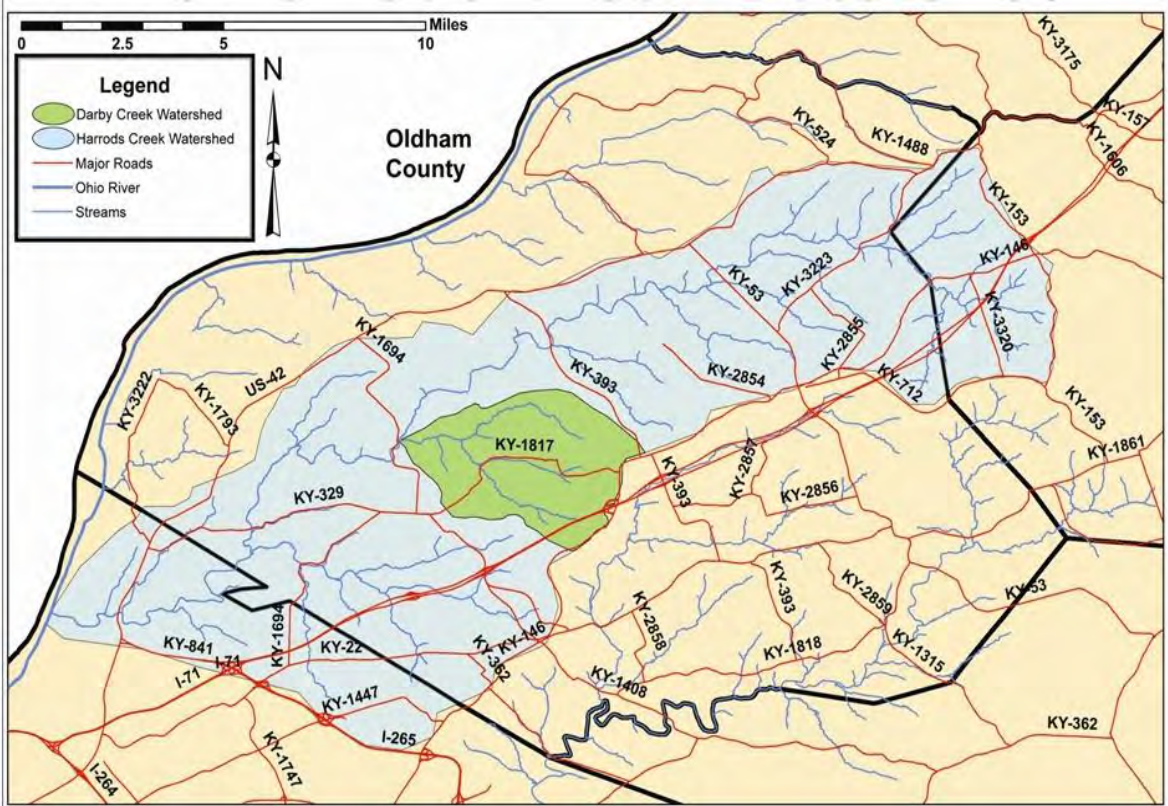 Miles
0 2.5 5 10
Legend
Darby Creek Watershed
Harrods Creek Watershed
Major Roads
Ohio River
Streams
N
Oldham
County
KY-3175
KY-157
KY-1606
KY-524
KY-1488
KY-153
KY-146
KY-53
KY-3223
KY-3320
KY-2855
KY-1694
KY-393
KY-2854
KY-712
US-42
KY-3222
KY-1793
KY-153
KY-1817
KY-1861
KY-393
KY-2857
KY-2856
KY-329
KY-393
KY-2859
KY-53
KY-2858
KY-1694
KY-146
KY-841
KY-22
KY-362
KY-1818
KY-1315
I-71
I-71
KY-1408
KY-1447
KY-362
I-265
KY-1747
I-264